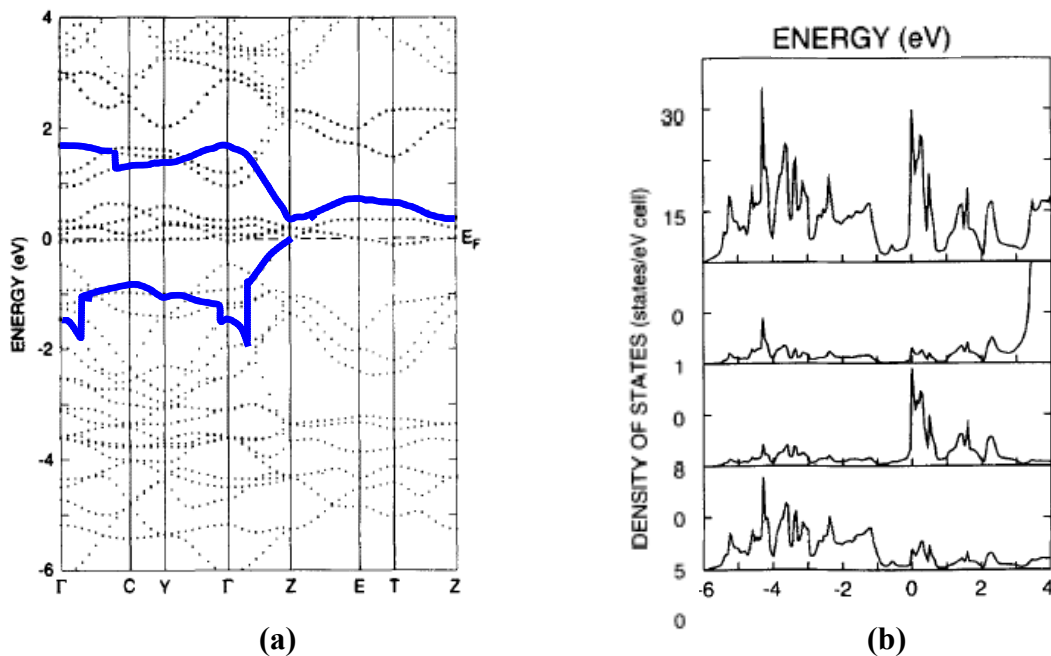 4
2
0
-2
-4
-6
ENERGY (eV)
E_F
Γ C Y Γ Z E T Z
(a)
ENERGY (eV)
DENSITY OF STATES (states/eV cell)
30
15
0
1
0
8
0
5
0
-6 -4 -2 0 2 4
(b)